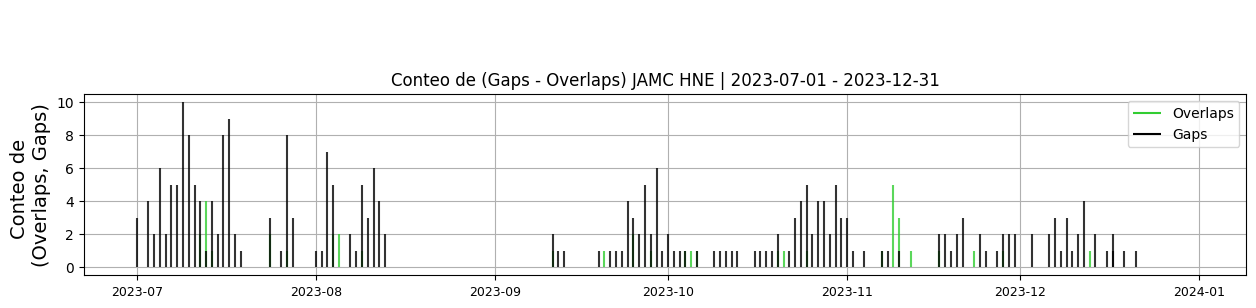 Conteo de (Gaps - Overlaps) JAMC HNE | 2023-07-01 - 2023-12-31
Conteo de
(Overlaps, Gaps)
10
8
6
4
2
0
Overlaps
Gaps
2023-07
2023-08
2023-09
2023-10
2023-11
2023-12
2024-01